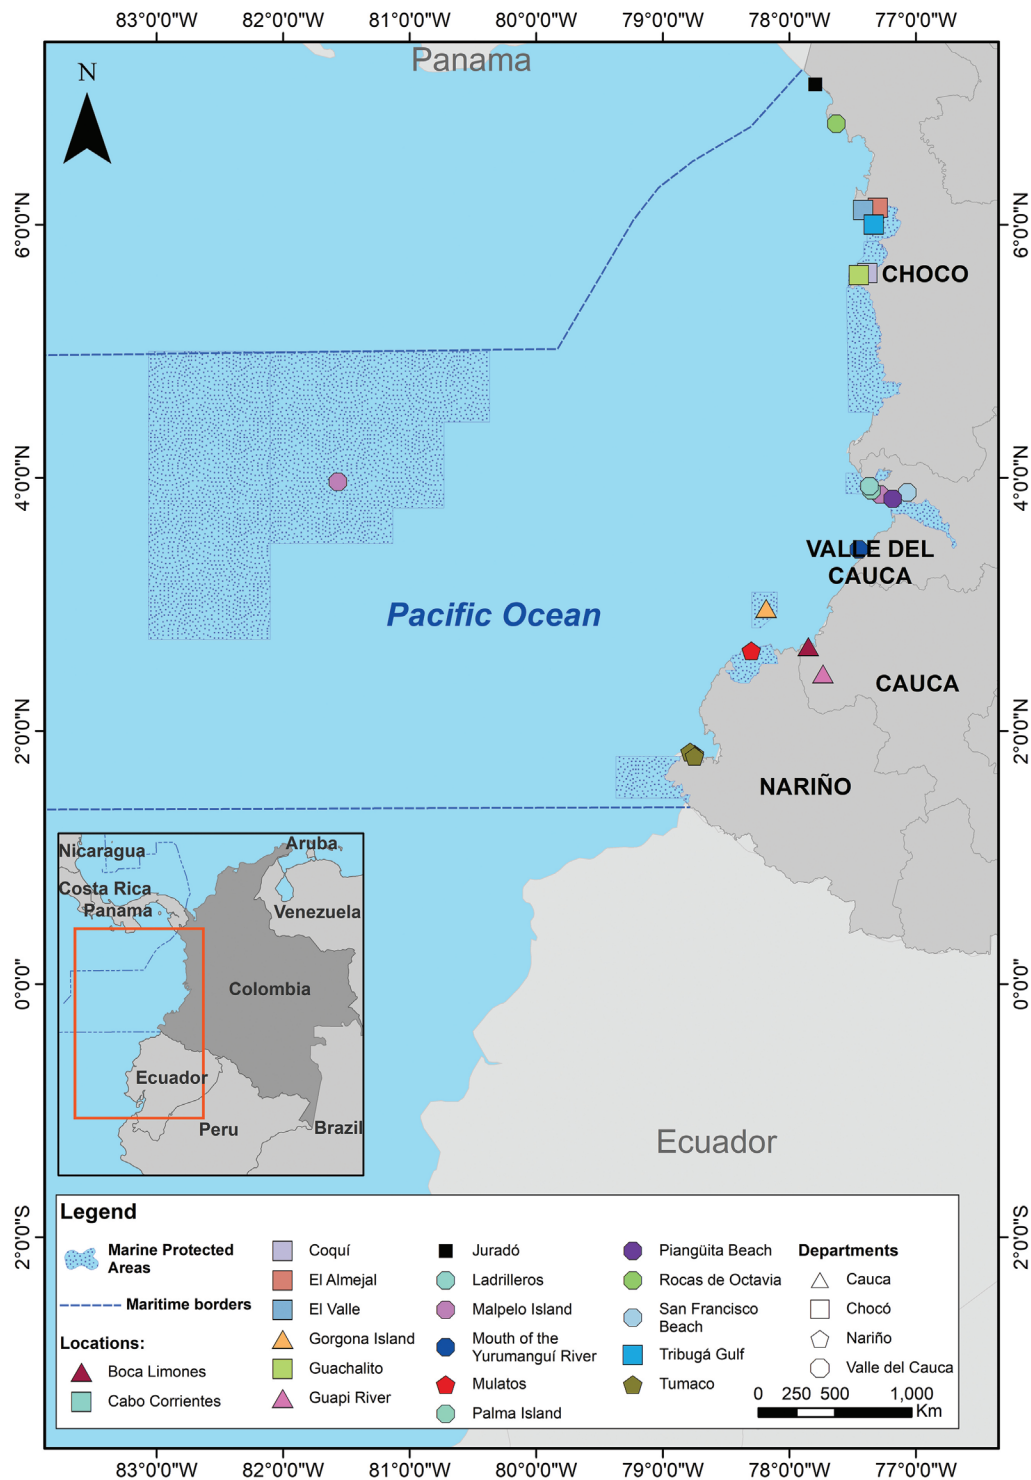 83°0'0"W 82°0'0"W 81°0'0"W 80°0'0"W 79°0'0"W 78°0'0"W 77°0'0"W
Panama
N
6°0'0"N
6°0'0"N
CHOCO
4°0'0"N
4°0'0"N
VALLE DEL
CAUCA
Pacific Ocean
CAUCA
2°0'0"N
2°0'0"N
NARIÑO
Nicaragua
Aruba
Costa Rica
Panama
Venezuela
Colombia
0°0'0"
0°0'0"
Ecuador
Peru
Brazil
Ecuador
2°0'0"S
2°0'0"S
Legend
Marine Protected
Areas
Maritime borders
Locations:
Boca Limones
Cabo Corrientes
Coquí
El Almejal
El Valle
Gorgona Island
Guachalito
Guapi River
Juradó
Ladrilleros
Malpelo Island
Mouth of the
Yurumanguí River
Mulatos
Palma Island
Piangüita Beach
Rocas de Octavia
San Francisco
Beach
Tribugá Gulf
Tumaco
Departments
Cauca
Chocó
Nariño
Valle del Cauca
0 250 500 1,000
Km
83°0'0"W 82°0'0"W 81°0'0"W 80°0'0"W 79°0'0"W 78°0'0"W 77°0'0"W